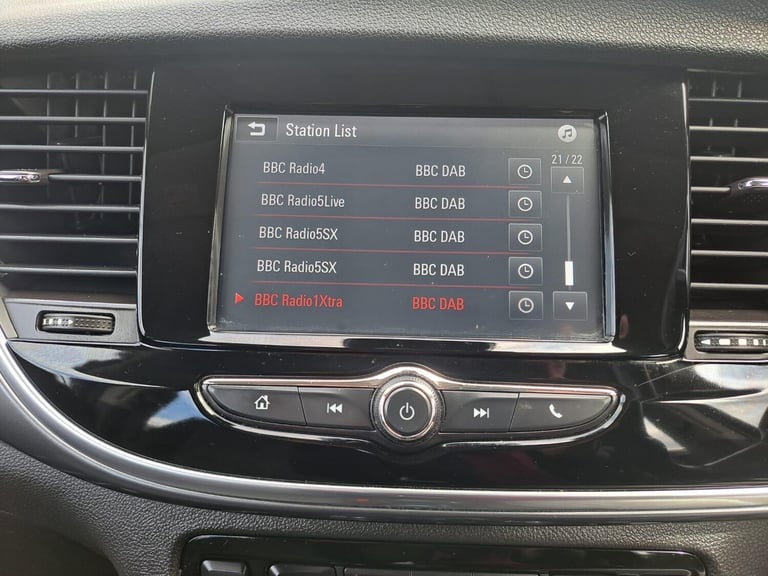 Station List
21 / 22
BBC Radio4 BBC DAB
BBC Radio5Live BBC DAB
BBC Radio5SX BBC DAB
BBC Radio5SX BBC DAB
BBC Radio1Xtra BBC DAB